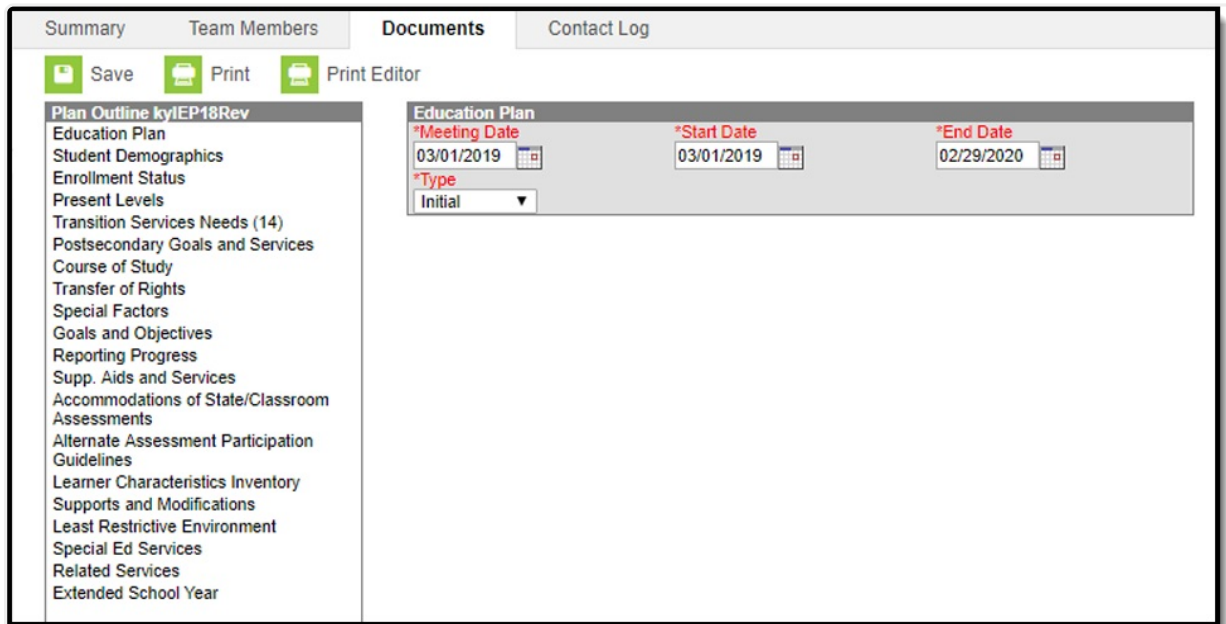 Summary Team Members Documents Contact Log
Save Print Print Editor
Plan Outline kyIEP18Rev
Education Plan
Student Demographics
Enrollment Status
Present Levels
Transition Services Needs (14)
Postsecondary Goals and Services
Course of Study
Transfer of Rights
Special Factors
Goals and Objectives
Reporting Progress
Supp. Aids and Services
Accommodations of State/Classroom
Assessments
Alternate Assessment Participation
Guidelines
Learner Characteristics Inventory
Supports and Modifications
Least Restrictive Environment
Special Ed Services
Related Services
Extended School Year
Education Plan
*Meeting Date *Start Date *End Date
03/01/2019 03/01/2019 02/29/2020
*Type
Initial